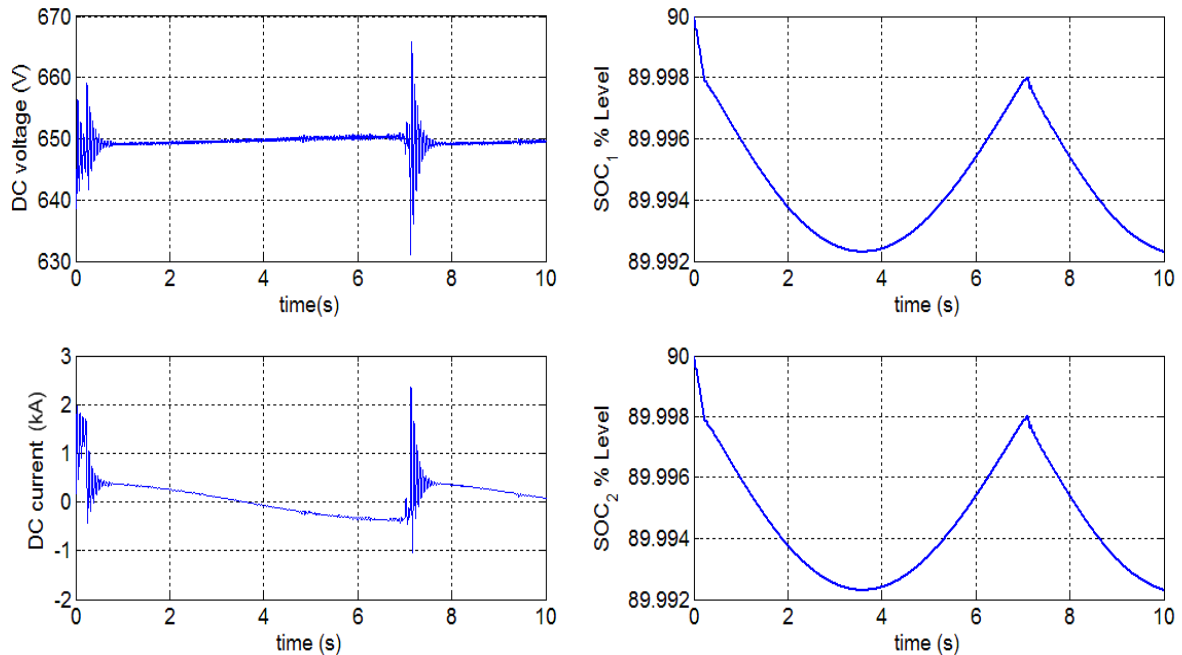 DC voltage (V)
670
660
650
640
630
0 2 4 6 8 10
time(s)
SOC1 % Level
90
89.998
89.996
89.994
89.992
0 2 4 6 8 10
time (s)
DC current (kA)
3
2
1
0
-1
-2
0 2 4 6 8 10
time (s)
SOC2 % Level
90
89.998
89.996
89.994
89.992
0 2 4 6 8 10
time (s)